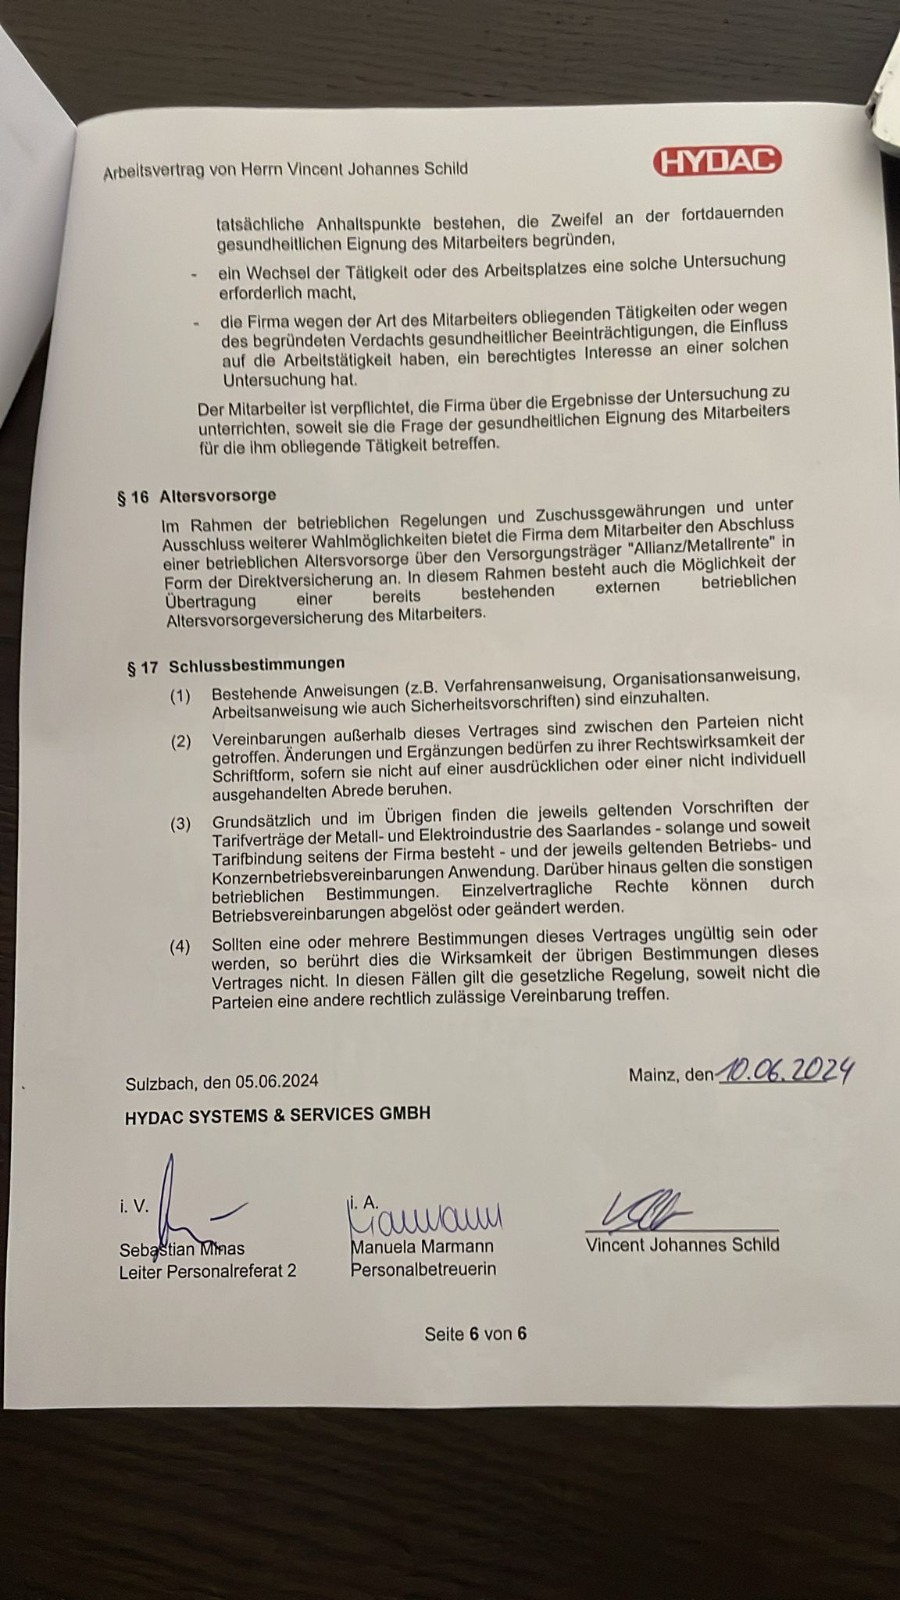 Arbeitsvertrag von Herrn Vincent Johannes Schild
HYDAC
tatsächliche Anhaltspunkte bestehen, die Zweifel an der fortdauernden
gesundheitlichen Eignung des Mitarbeiters begründen,
- ein Wechsel der Tätigkeit oder des Arbeitsplatzes eine solche Untersuchung
erforderlich macht,
- die Firma wegen der Art des Mitarbeiters obliegenden Tätigkeiten oder wegen
des begründeten Verdachts gesundheitlicher Beeinträchtigungen, die Einfluss
auf die Arbeitstätigkeit haben, ein berechtigtes Interesse an einer solchen
Untersuchung hat.
Der Mitarbeiter ist verpflichtet, die Firma über die Ergebnisse der Untersuchung zu
unterrichten, soweit sie die Frage der gesundheitlichen Eignung des Mitarbeiters
für die ihm obliegende Tätigkeit betreffen.
§ 16 Altersvorsorge
Im Rahmen der betrieblichen Regelungen und Zuschussgewährungen und unter
Ausschluss weiterer Wahlmöglichkeiten bietet die Firma dem Mitarbeiter den Abschluss
einer betrieblichen Altersvorsorge über den Versorgungsträger "Allianz/Metallrente" in
Form der Direktversicherung an. In diesem Rahmen besteht auch die Möglichkeit der
Übertragung einer bereits bestehenden externen betrieblichen
Altersvorsorgeversicherung des Mitarbeiters.
§ 17 Schlussbestimmungen
(1) Bestehende Anweisungen (z.B. Verfahrensanweisung, Organisationsanweisung,
Arbeitsanweisung wie auch Sicherheitsvorschriften) sind einzuhalten.
(2) Vereinbarungen außerhalb dieses Vertrages sind zwischen den Parteien nicht
getroffen. Änderungen und Ergänzungen bedürfen zu ihrer Rechtswirksamkeit der
Schriftform, sofern sie nicht auf einer ausdrücklichen oder einer nicht individuell
ausgehandelten Abrede beruhen.
(3) Grundsätzlich und im Übrigen finden die jeweils geltenden Vorschriften der
Tarifverträge der Metall- und Elektroindustrie des Saarlandes - solange und soweit
Tarifbindung seitens der Firma besteht - und der jeweils geltenden Betriebs- und
Konzernbetriebsvereinbarungen Anwendung. Darüber hinaus gelten die sonstigen
betrieblichen Bestimmungen. Einzelvertragliche Rechte können durch
Betriebsvereinbarungen abgelöst oder geändert werden.
(4) Sollten eine oder mehrere Bestimmungen dieses Vertrages ungültig sein oder
werden, so berührt dies die Wirksamkeit der übrigen Bestimmungen dieses
Vertrages nicht. In diesen Fällen gilt die gesetzliche Regelung, soweit nicht die
Parteien eine andere rechtlich zulässige Vereinbarung treffen.
Sulzbach, den 05.06.2024
Mainz, den 10.06.2024
HYDAC SYSTEMS & SERVICES GMBH
i. V.
i. A.
Marmann
Sebastian Minas
Manuela Marmann
Vincent Johannes Schild
Leiter Personalreferat 2
Personalbetreuerin
Seite 6 von 6